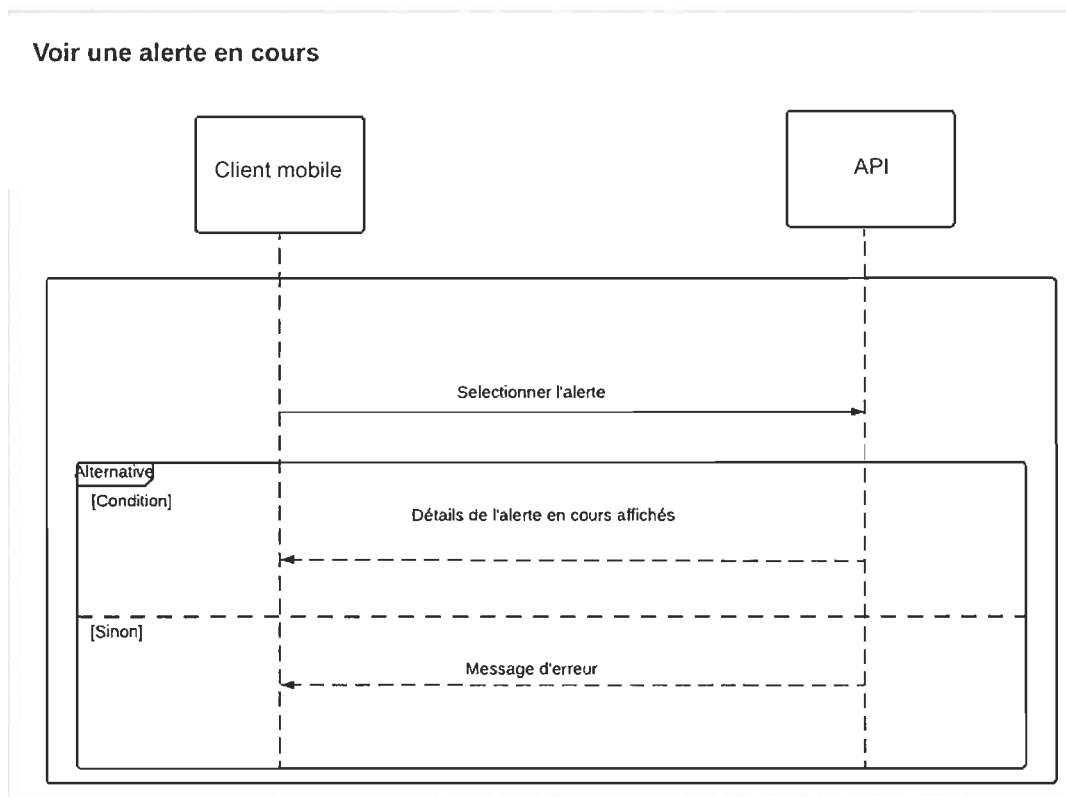 Voir une alerte en cours
Client mobile
API
Selectionner l'alerte
Alternative
[Condition]
Détails de l'alerte en cours affichés
[Sinon]
Message d'erreur